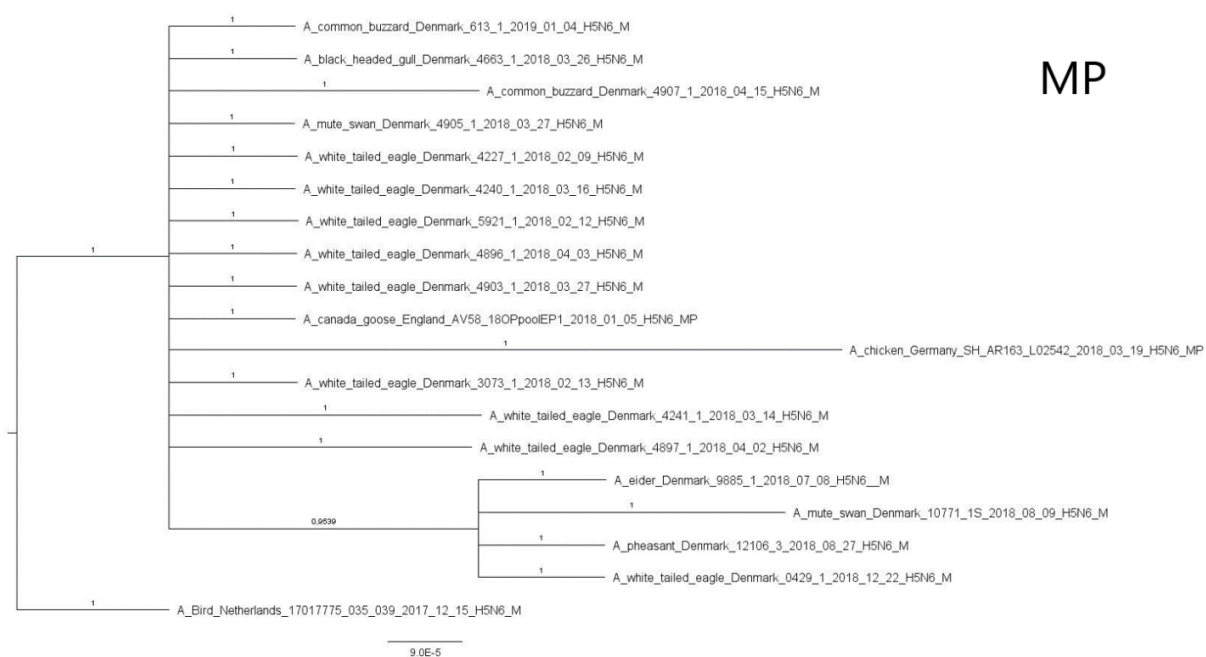 1
A_common_buzzard_Denmark_613_1_2019_01_04_H5N6_M
1
A_black_headed_gull_Denmark_4663_1_2018_03_26_H5N6_M
MP
1
A_common_buzzard_Denmark_4907_1_2018_04_15_H5N6_M
1
A_mute_swan_Denmark_4905_1_2018_03_27_H5N6_M
1
A_white_tailed_eagle_Denmark_4227_1_2018_02_09_H5N6_M
1
A_white_tailed_eagle_Denmark_4240_1_2018_03_16_H5N6_M
1
A_white_tailed_eagle_Denmark_5921_1_2018_02_12_H5N6_M
1
1
A_white_tailed_eagle_Denmark_4896_1_2018_04_03_H5N6_M
1
A_white_tailed_eagle_Denmark_4903_1_2018_03_27_H5N6_M
1
A_canada_goose_England_AV58_18OPpoolEP1_2018_01_05_H5N6_MP
1
A_chicken_Germany_SH_AR163_L02542_2018_03_19_H5N6_MP
1
A_white_tailed_eagle_Denmark_3073_1_2018_02_13_H5N6_M
1
A_white_tailed_eagle_Denmark_4241_1_2018_03_14_H5N6_M
1
A_white_tailed_eagle_Denmark_4897_1_2018_04_02_H5N6_M
1
A_eider_Denmark_9885_1_2018_07_08_H5N6__M
1
A_mute_swan_Denmark_10771_1S_2018_08_09_H5N6_M
0,9539
1
A_pheasant_Denmark_12106_3_2018_08_27_H5N6_M
1
A_white_tailed_eagle_Denmark_0429_1_2018_12_22_H5N6_M
1
A_Bird_Netherlands_17017775_035_039_2017_12_15_H5N6_M
9.0E-5